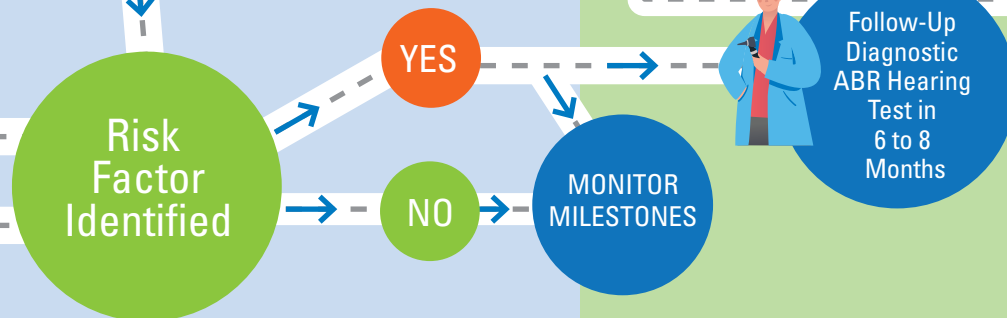 Risk
Factor
Identified
YES
NO
MONITOR
MILESTONES
Follow-Up
Diagnostic
ABR Hearing
Test in
6 to 8
Months